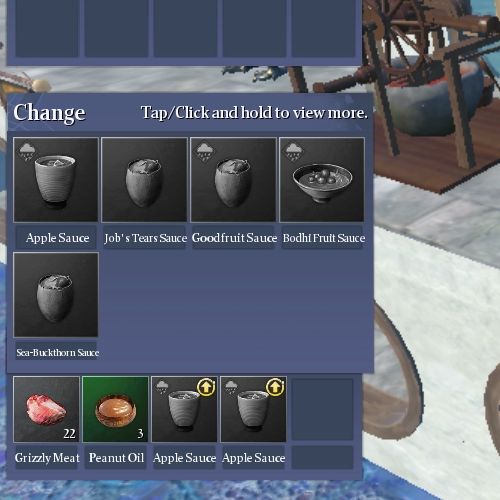 Change
Tap/Click and hold to view more.
Apple Sauce
Job's Tears Sauce
Goodfruit Sauce
Bodhi Fruit Sauce
Sea-Buckthorn Sauce
22
3
Grizzly Meat
Peanut Oil
Apple Sauce
Apple Sauce